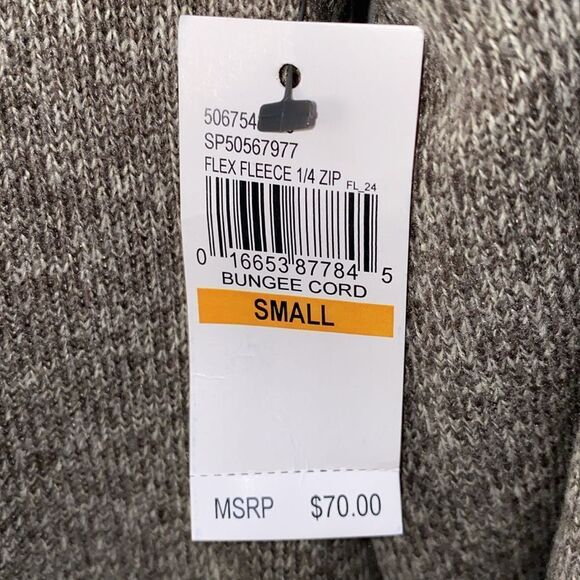 506754
SP50567977
FLEX FLEECE 1/4 ZIP FL_24
0 16653 87784 5
BUNGEE CORD
SMALL
MSRP $70.00